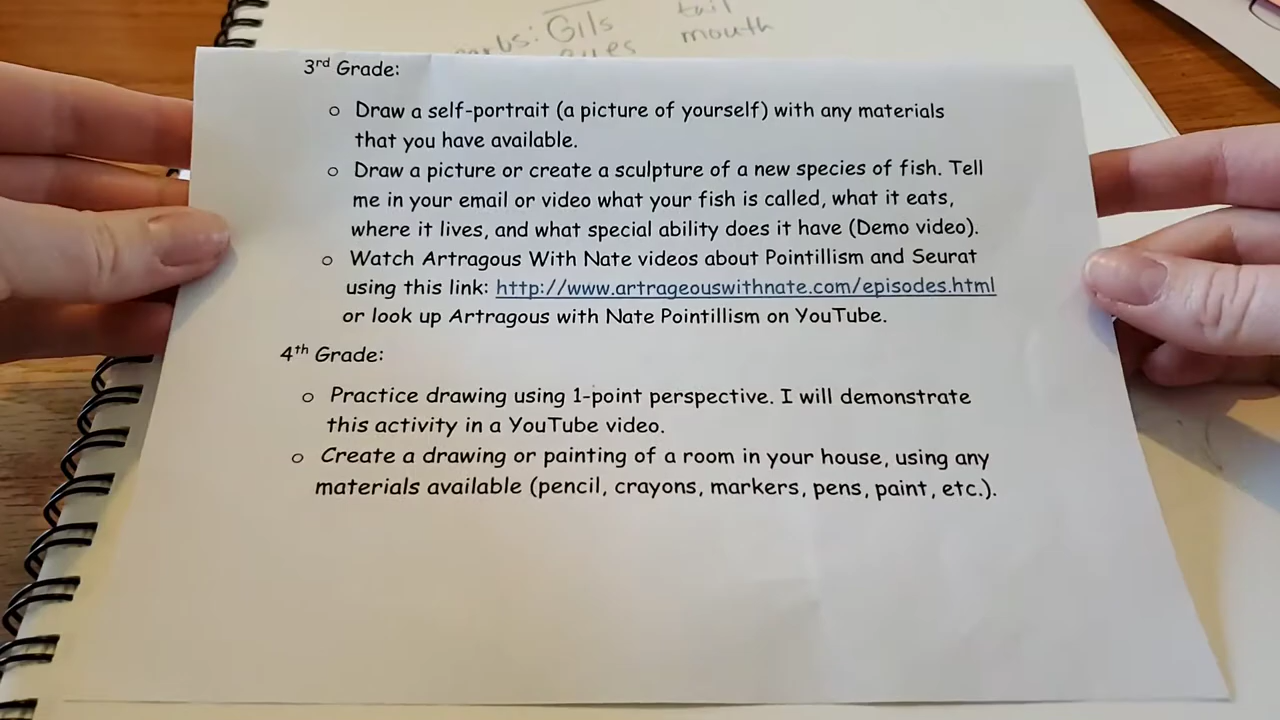 Gils tail
eyes mouth
3rd Grade:
o Draw a self-portrait (a picture of yourself) with any materials
that you have available.
o Draw a picture or create a sculpture of a new species of fish. Tell
me in your email or video what your fish is called, what it eats,
where it lives, and what special ability does it have (Demo video).
o Watch Artragous With Nate videos about Pointillism and Seurat
using this link: http://www.artrageouswithnate.com/episodes.html
or look up Artragous with Nate Pointillism on YouTube.
4th Grade:
o Practice drawing using 1-point perspective. I will demonstrate
this activity in a YouTube video.
o Create a drawing or painting of a room in your house, using any
materials available (pencil, crayons, markers, pens, paint, etc.).